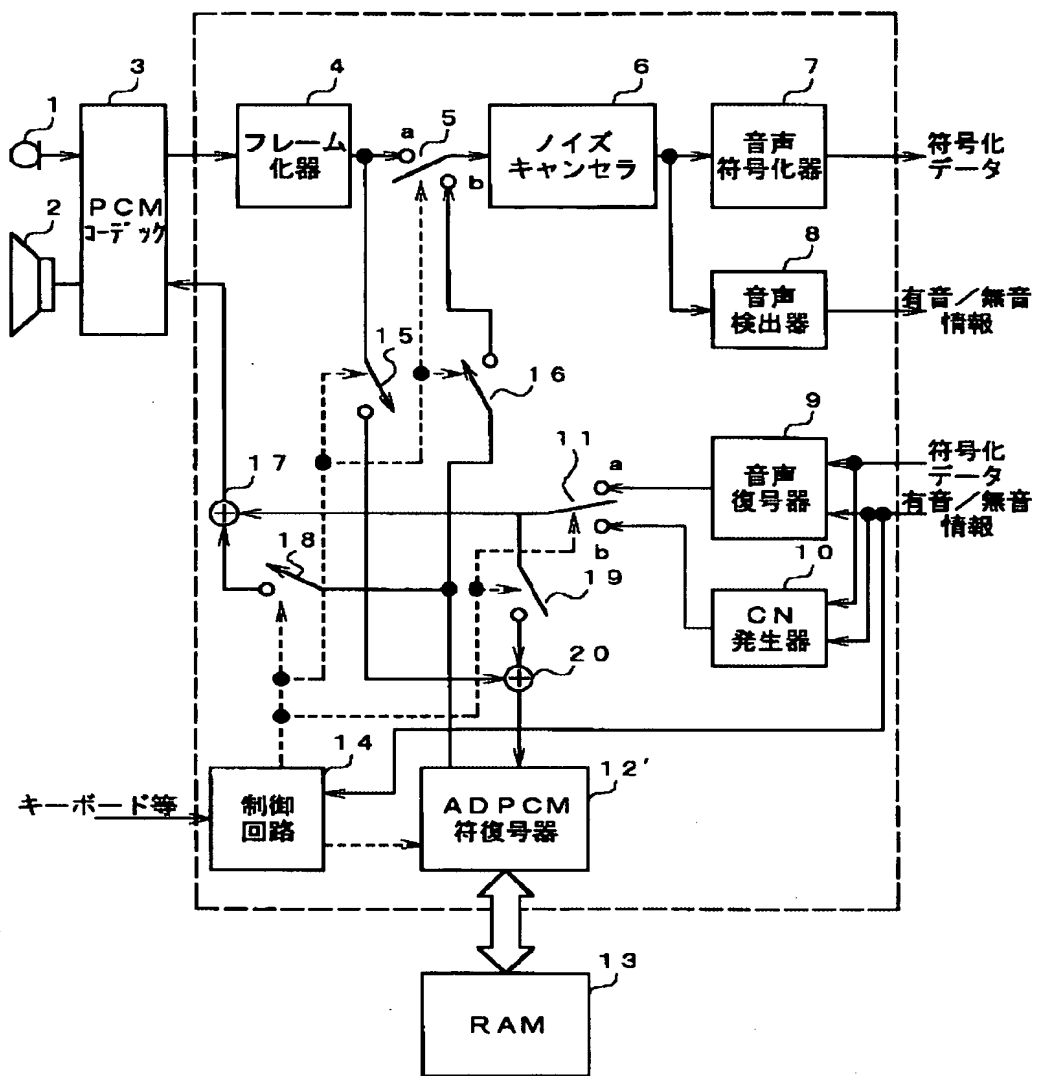 3
4
5
6
7
1
a
フレーム
化器
ノイズ
キャンセラ
音声
符号化器
符号化
データ
b
2
PCM
コーデック
8
音声
検出器
有音/無音
情報
15
16
9
11
a
音声
復号器
符号化
データ
有音/無音
情報
17
b
10
18
19
CN
発生器
20
14
12'
キーボード等
制御
回路
ADPCM
符復号器
13
RAM